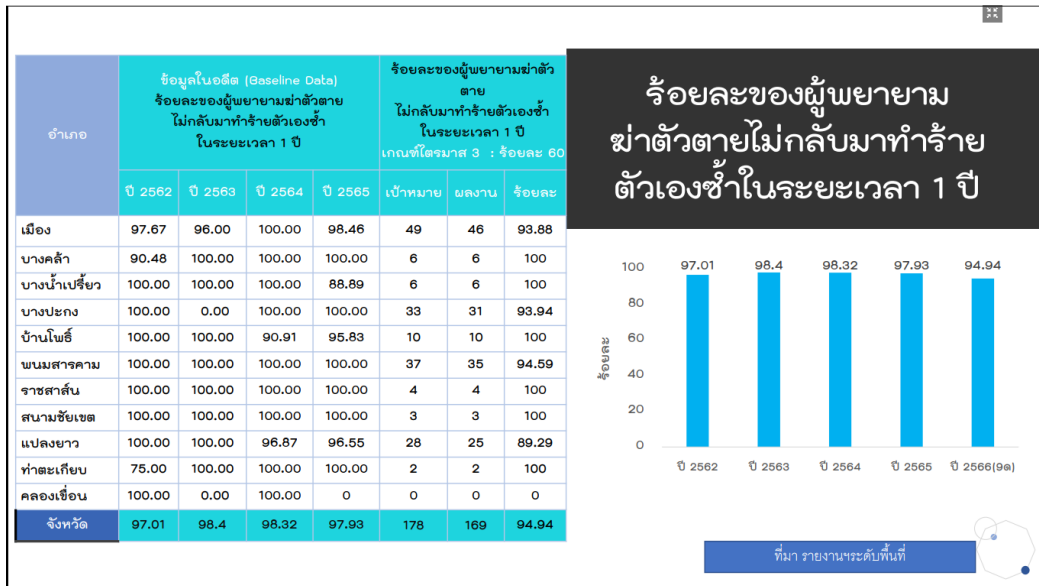 อำเภอ
ข้อมูลในอดีต (Baseline Data)
ร้อยละของผู้พยายามฆ่าตัวตาย
ไม่กลับมาทำร้ายตัวเองซ้ำ
ในระยะเวลา 1 ปี
ร้อยละของผู้พยายามฆ่าตัว
ตาย
ไม่กลับมาทำร้ายตัวเองซ้ำ
ในระยะเวลา 1 ปี
เกณฑ์ไตรมาส 3 : ร้อยละ 60
ปี 2562 ปี 2563 ปี 2564 ปี 2565 เป้าหมาย ผลงาน ร้อยละ
เมือง 97.67 96.00 100.00 98.46 49 46 93.88
บางคล้า 90.48 100.00 100.00 100.00 6 6 100
บางน้ำเปรี้ยว 100.00 100.00 100.00 88.89 6 6 100
บางปะกง 100.00 0.00 100.00 100.00 33 31 93.94
บ้านโพธิ์ 100.00 100.00 90.91 95.83 10 10 100
พนมสารคาม 100.00 100.00 100.00 100.00 37 35 94.59
ราชสาส์น 100.00 100.00 100.00 100.00 4 4 100
สนามชัยเขต 100.00 100.00 100.00 100.00 3 3 100
แปลงยาว 100.00 100.00 96.87 96.55 28 25 89.29
ท่าตะเกียบ 75.00 100.00 100.00 100.00 2 2 100
คลองเขื่อน 100.00 0.00 100.00 0 0 0 0
จังหวัด 97.01 98.4 98.32 97.93 178 169 94.94
ร้อยละของผู้พยายาม
ฆ่าตัวตายไม่กลับมาทำร้าย
ตัวเองซ้ำในระยะเวลา 1 ปี
97.01 98.4 98.32 97.93 94.94
100
80
60
40
20
0
ร้อยละ
ปี 2562 ปี 2563 ปี 2564 ปี 2565 ปี 2566(9ด)
ที่มา รายงานฯระดับพื้นที่